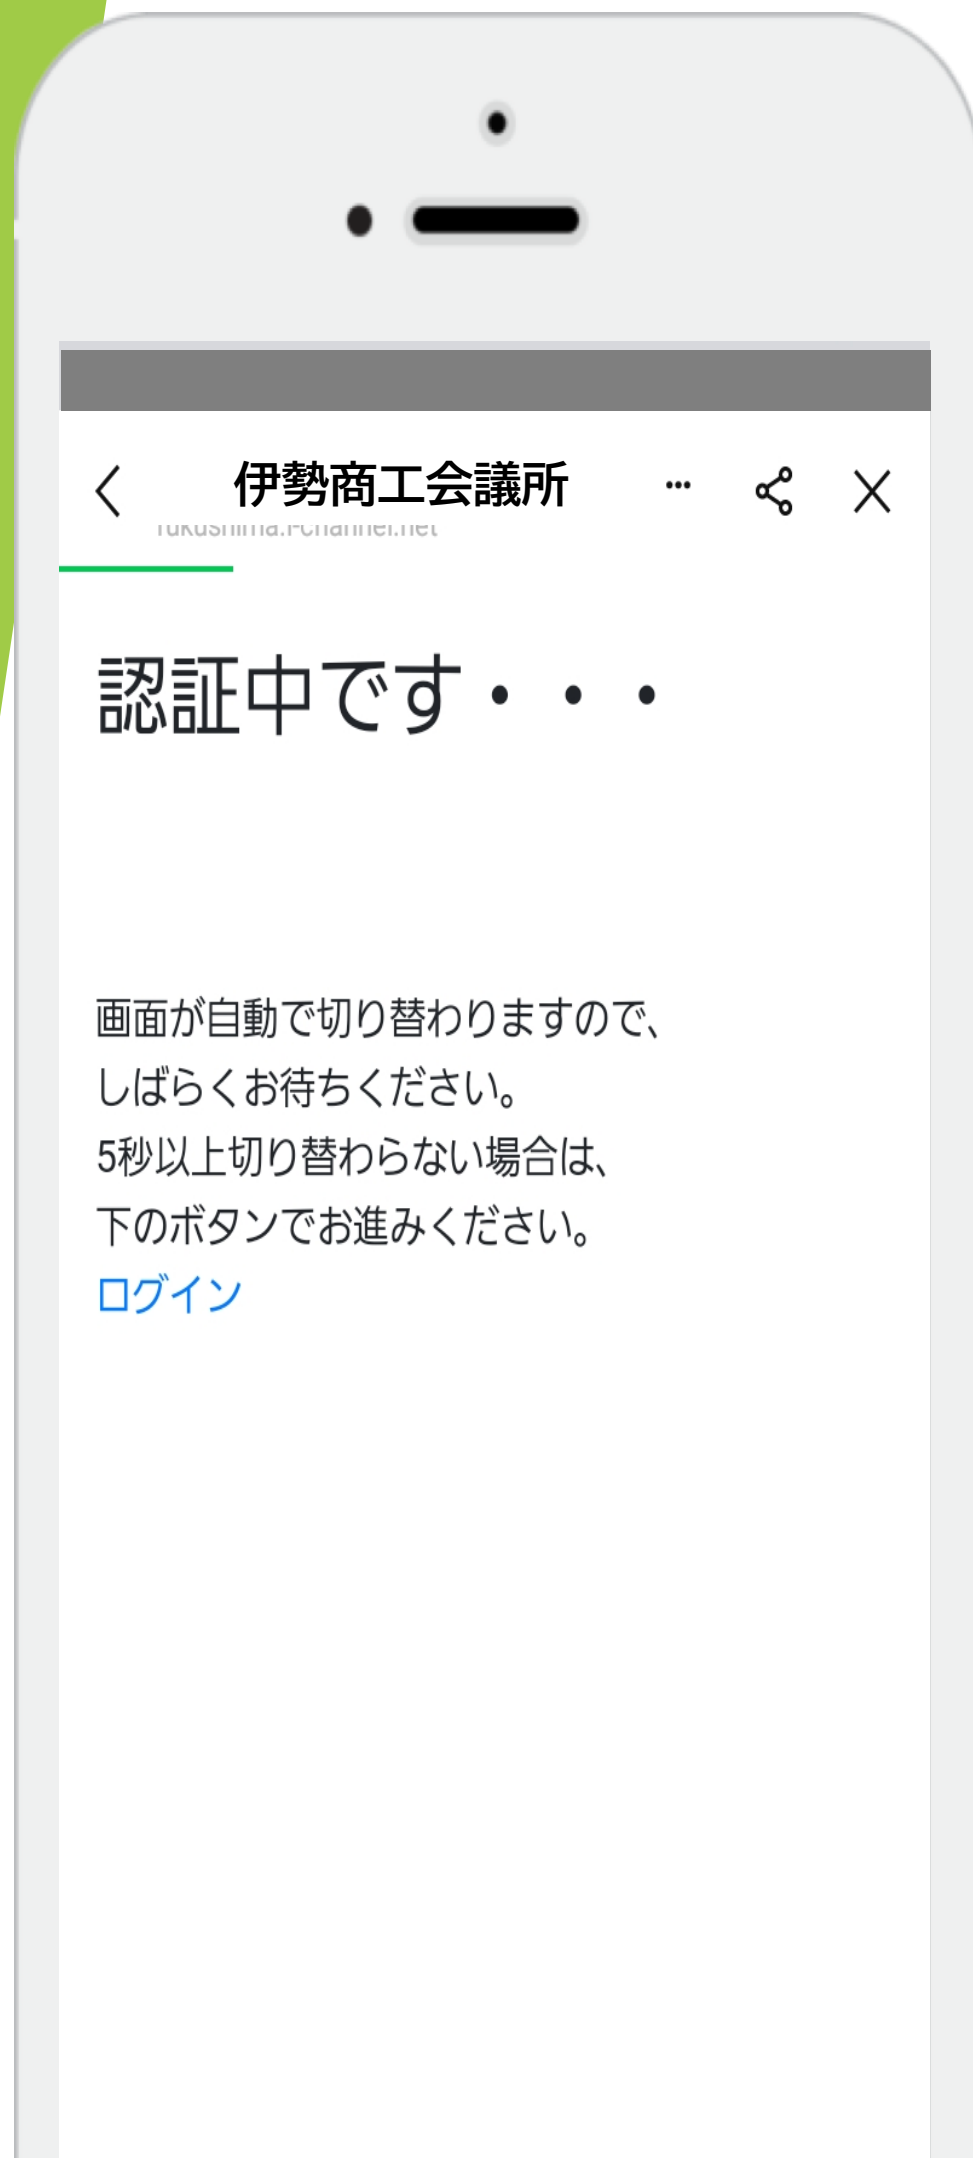 伊勢商工会議所
認証中です・・・
画面が自動で切り替わりますので、
しばらくお待ちください。
5秒以上切り替わらない場合は、
下のボタンでお進みください。
ログイン